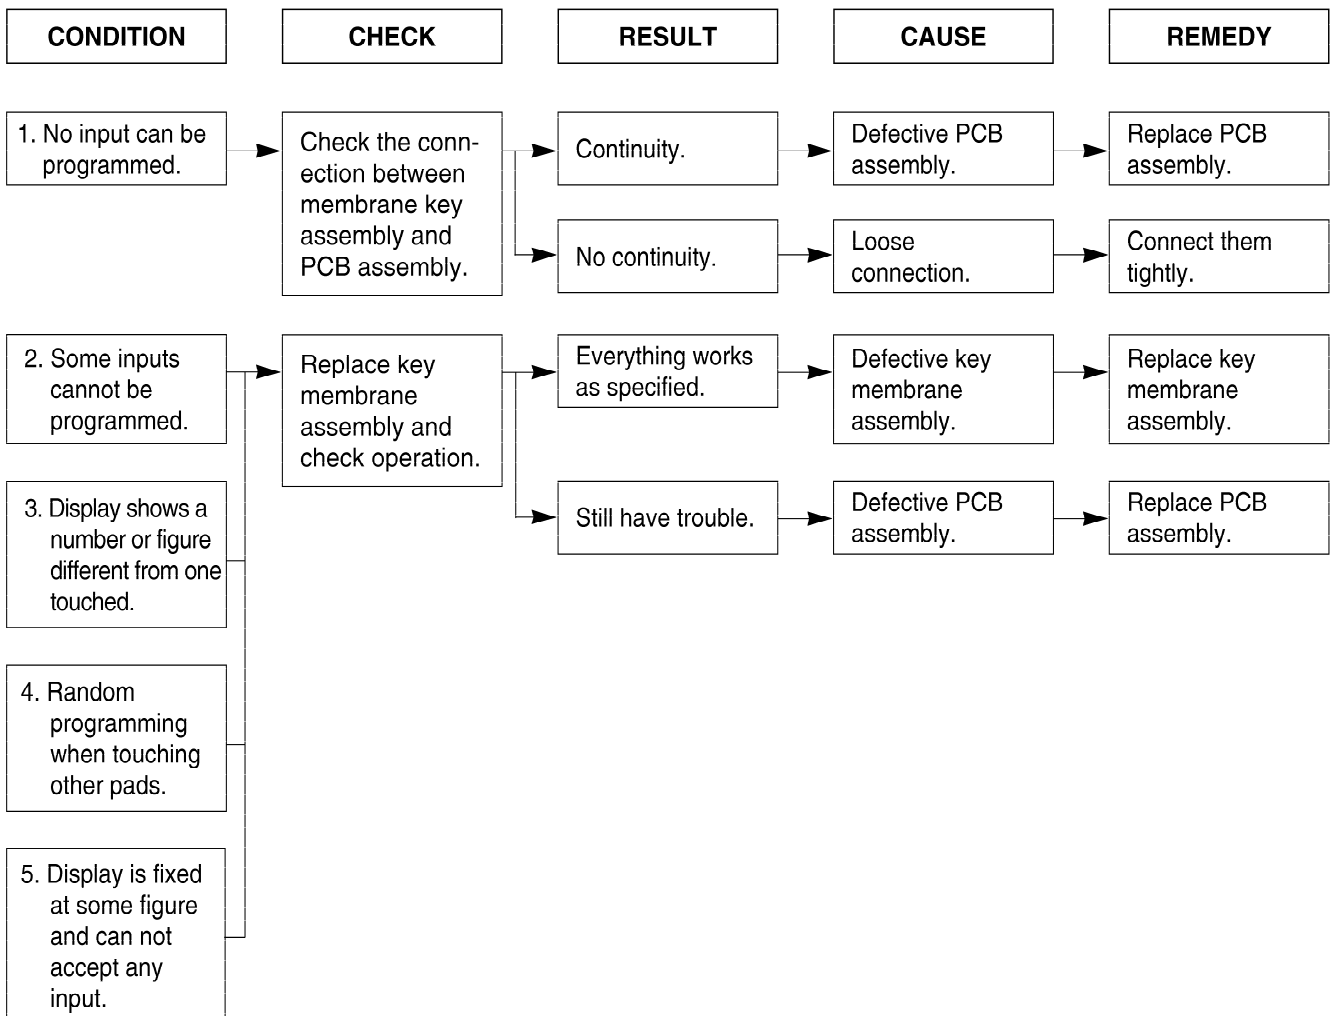 CONDITION
CHECK
RESULT
CAUSE
REMEDY
1. No input can be
programmed.
Check the conn-
ection between
membrane key
assembly and
PCB assembly.
Continuity.
Defective PCB
assembly.
Replace PCB
assembly.
No continuity.
Loose
connection.
Connect them
tightly.
2. Some inputs
cannot be
programmed.
Replace key
membrane
assembly and
check operation.
Everything works
as specified.
Defective key
membrane
assembly.
Replace key
membrane
assembly.
3. Display shows a
number or figure
different from one
touched.
Still have trouble.
Defective PCB
assembly.
Replace PCB
assembly.
4. Random
programming
when touching
other pads.
5. Display is fixed
at some figure
and can not
accept any
input.